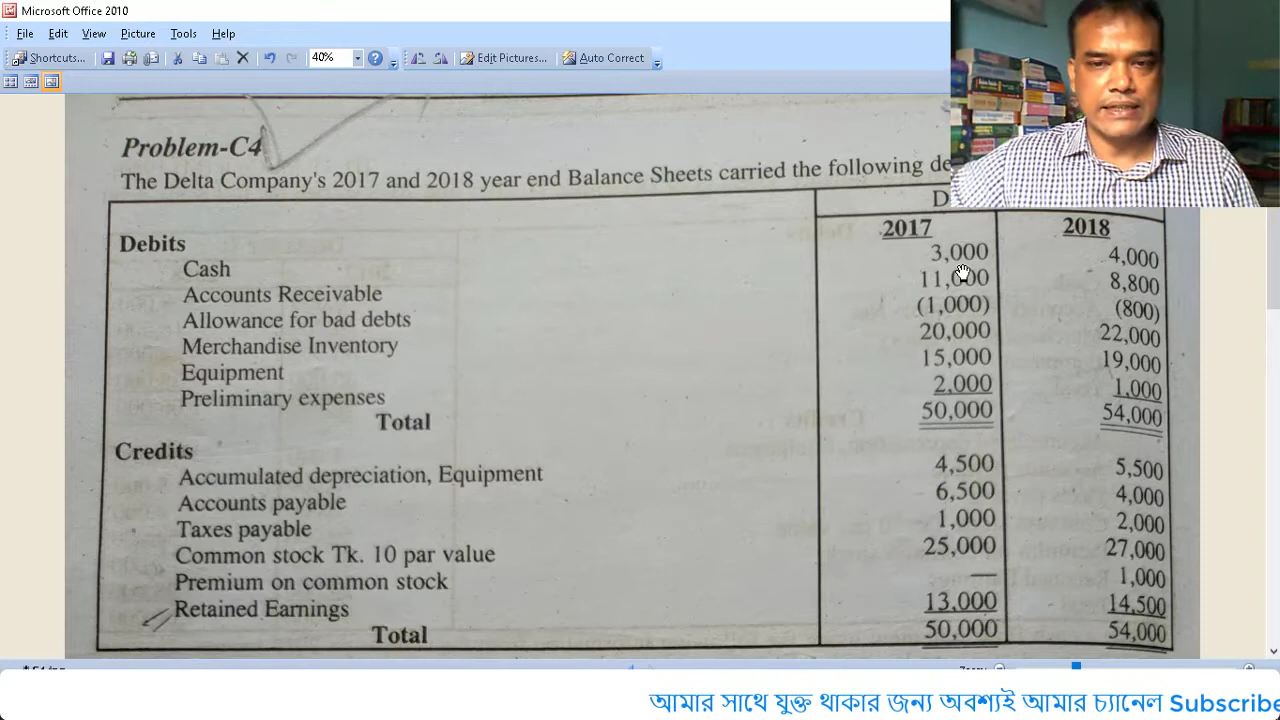 Microsoft Office 2010
File Edit View Picture Tools Help
Shortcuts... 40% Edit Pictures... Auto Correct
Problem-C4
The Delta Company's 2017 and 2018 year end Balance Sheets carried the following de
D
2017 2018
Debits
Cash 3,000 4,000
Accounts Receivable 11,000 8,800
Allowance for bad debts (1,000) (800)
Merchandise Inventory 20,000 22,000
Equipment 15,000 19,000
Preliminary expenses 2,000 1,000
Total 50,000 54,000
Credits
Accumulated depreciation, Equipment 4,500 5,500
Accounts payable 6,500 4,000
Taxes payable 1,000 2,000
Common stock Tk. 10 par value 25,000 27,000
Premium on common stock — 1,000
Retained Earnings 13,000 14,500
Total 50,000 54,000
আমার সাথে যুক্ত থাকার জন্য অবশ্যই আমার চ্যানেল Subscribe